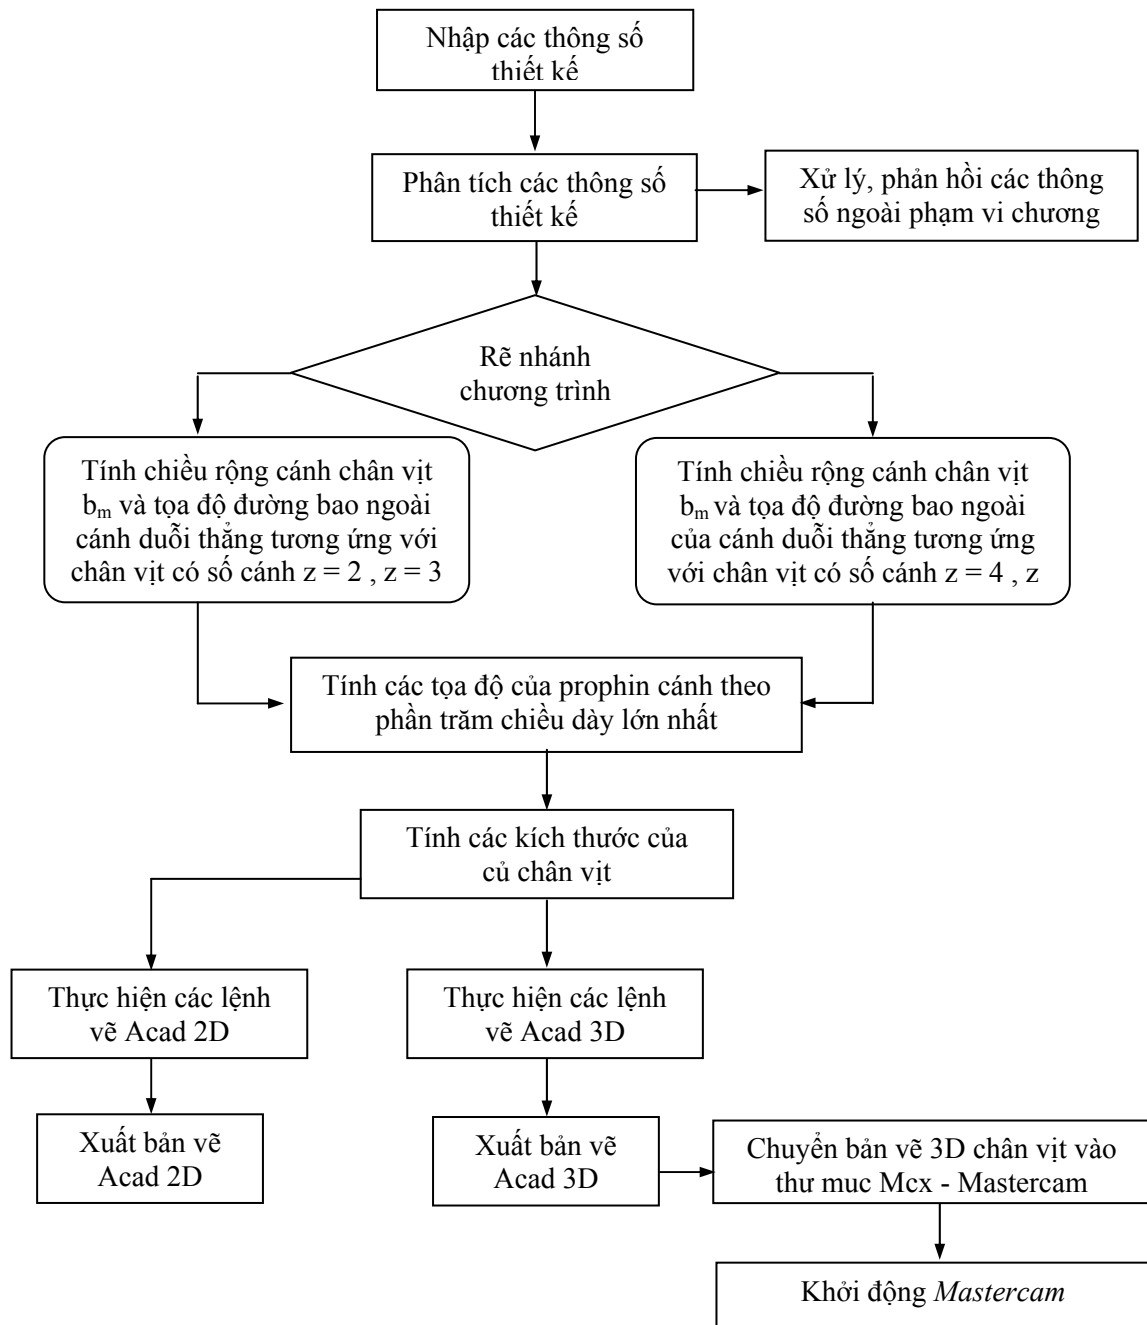 Nhập các thông số
thiết kế
Phân tích các thông số
thiết kế
Xử lý, phản hồi các thông
số ngoài phạm vi chương
Rẽ nhánh
chương trình
Tính chiều rộng cánh chân vịt
bm và tọa độ đường bao ngoài
cánh duỗi thẳng tương ứng với
chân vịt có số cánh z = 2 , z = 3
Tính chiều rộng cánh chân vịt
bm và tọa độ đường bao ngoài
của cánh duỗi thẳng tương ứng
với chân vịt có số cánh z = 4 , z
Tính các tọa độ của prophin cánh theo
phần trăm chiều dày lớn nhất
Tính các kích thước của
củ chân vịt
Thực hiện các lệnh
vẽ Acad 2D
Thực hiện các lệnh
vẽ Acad 3D
Xuất bản vẽ
Acad 2D
Xuất bản vẽ
Acad 3D
Chuyển bản vẽ 3D chân vịt vào
thư muc Mcx - Mastercam
Khởi động Mastercam